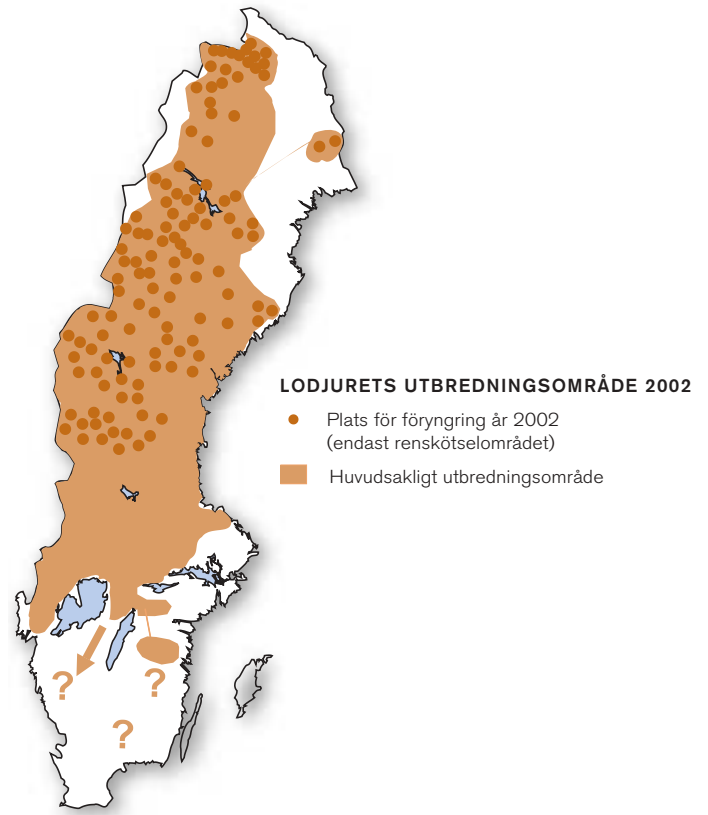 LODJURETS UTBREDNINGSOMRÅDE 2002
Plats för föryngring år 2002
(endast renskötselområdet)
Huvudsakligt utbredningsområde
? ?
?